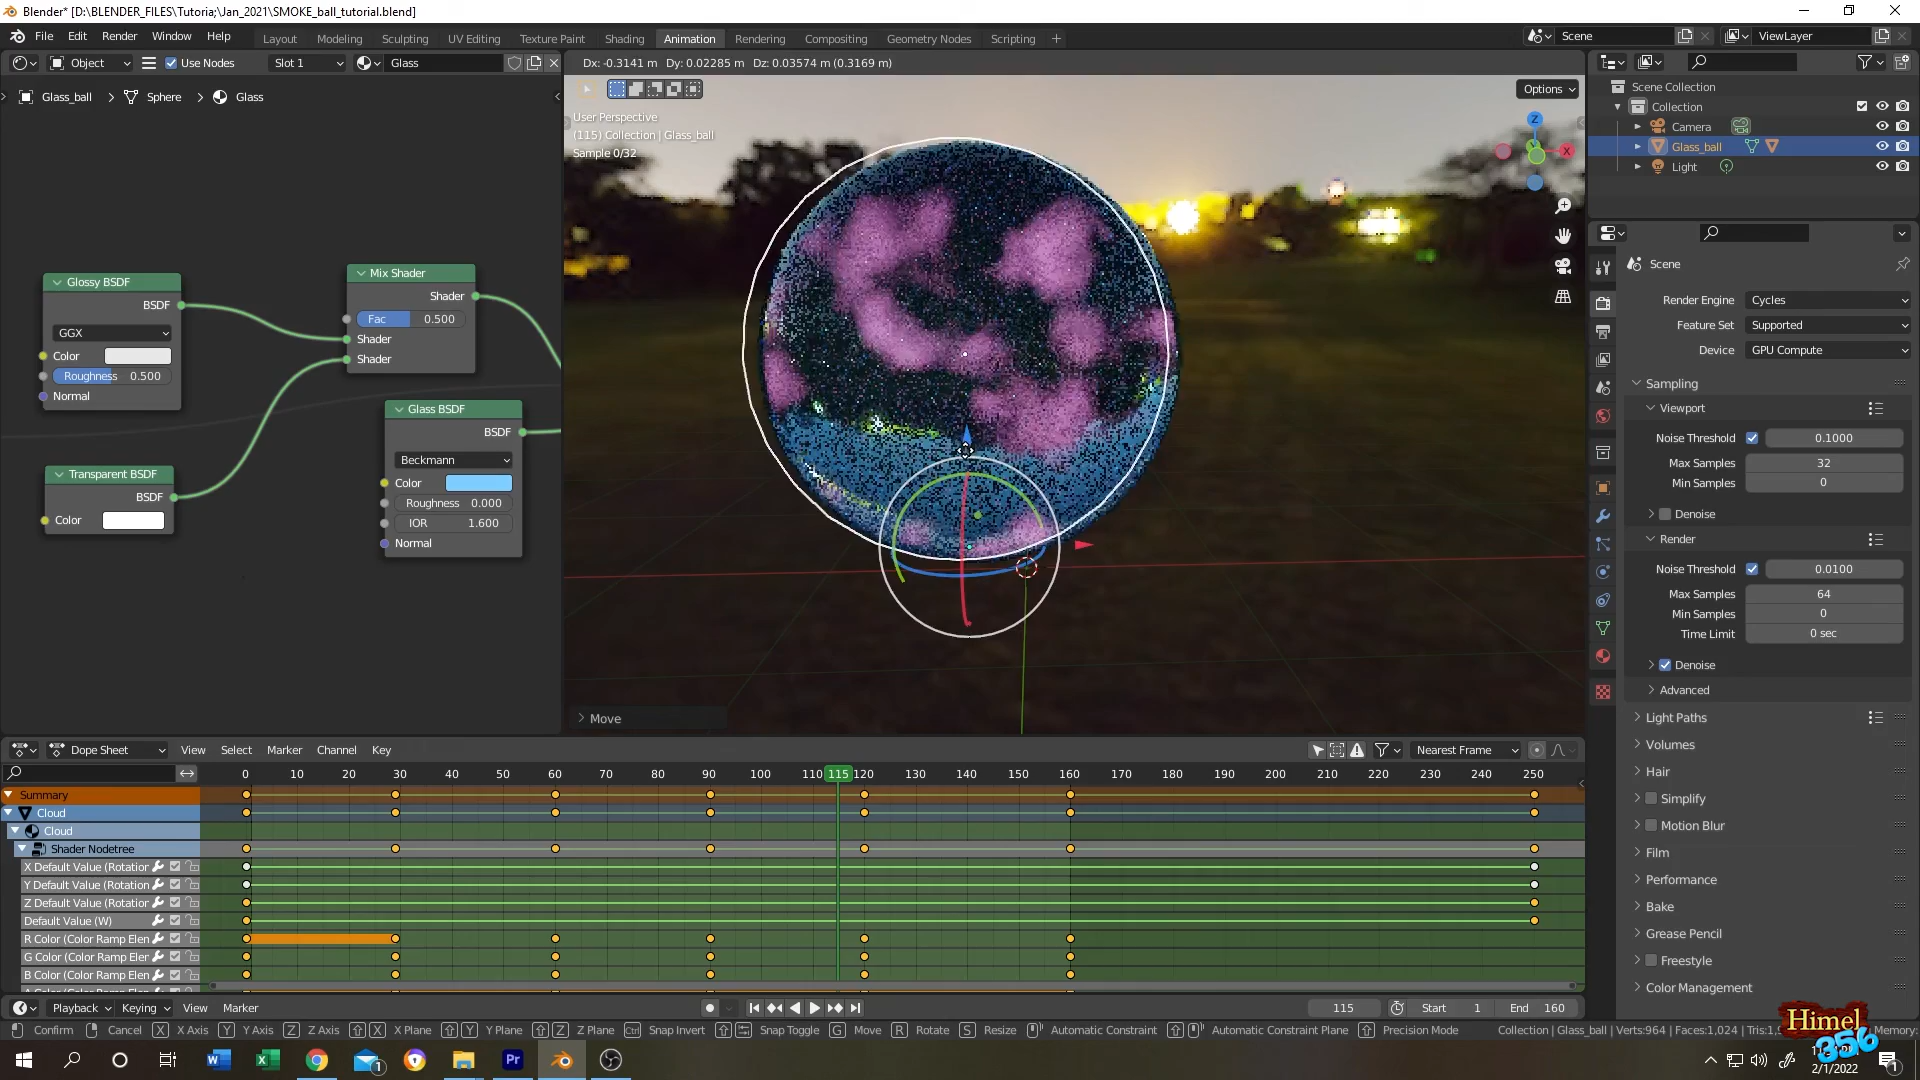 Blender* [D:\BLENDER_FILES\Tutoria;\Jan_2021\SMOKE_ball_tutorial.blend]
File Edit Render Window Help Layout Modeling Sculpting UV Editing Texture Paint Shading Animation Rendering Compositing Geometry Nodes Scripting + Scene ViewLayer
Object Use Nodes Slot 1 Glass Dx: -0.3141 m Dy: 0.02285 m Dz: 0.03574 m (0.3169 m)
Glass_ball Sphere Glass
Options
User Perspective
(115) Collection | Glass_ball
Sample 0/32
Z
X
Glossy BSDF
BSDF
GGX
Color
Roughness 0.500
Normal
Mix Shader
Shader
Fac 0.500
Shader
Shader
Transparent BSDF
BSDF
Color
Glass BSDF
BSDF
Beckmann
Color
Roughness 0.000
IOR 1.600
Normal
Move
Scene Collection
Collection
Camera
Glass_ball
Light
Scene
Render Engine Cycles
Feature Set Supported
Device GPU Compute
Sampling
Viewport
Noise Threshold 0.1000
Max Samples 32
Min Samples 0
Denoise
Render
Noise Threshold 0.0100
Max Samples 64
Min Samples 0
Time Limit 0 sec
Denoise
Advanced
Light Paths
Volumes
Hair
Simplify
Motion Blur
Film
Performance
Bake
Grease Pencil
Freestyle
Color Management
Dope Sheet View Select Marker Channel Key Nearest Frame
0 10 20 30 40 50 60 70 80 90 100 110 115 120 130 140 150 160 170 180 190 200 210 220 230 240 250
Summary
Cloud
Cloud
Shader Nodetree
X Default Value (Rotation
Y Default Value (Rotation
Z Default Value (Rotation
Default Value (W)
R Color (Color Ramp Elen
G Color (Color Ramp Elen
B Color (Color Ramp Elen
Playback Keying View Marker 115 Start 1 End 160
Confirm Cancel X X Axis Y Y Axis Z Z Axis X X Plane Y Y Plane Z Z Plane Ctrl Snap Invert Snap Toggle G Move R Rotate S Resize Automatic Constraint Automatic Constraint Plane Precision Mode Collection | Glass_ball | Verts:964 | Faces:1,024 | Memory:
Himel
356
2/1/2022